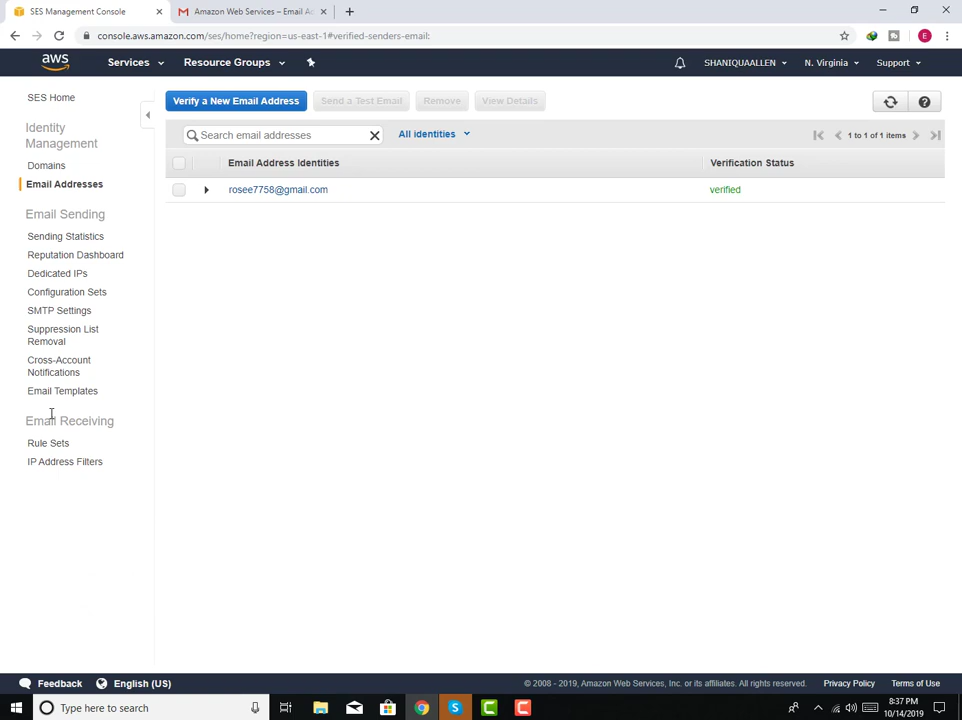 SES Management Console
Amazon Web Services – Email Ad
console.aws.amazon.com/ses/home?region=us-east-1#verified-senders-email:
E
aws
Services
Resource Groups
SHANIQUAALLEN
N. Virginia
Support
SES Home
Identity
Management
Domains
Email Addresses
Email Sending
Sending Statistics
Reputation Dashboard
Dedicated IPs
Configuration Sets
SMTP Settings
Suppression List
Removal
Cross-Account
Notifications
Email Templates
Email Receiving
Rule Sets
IP Address Filters
Verify a New Email Address
Send a Test Email
Remove
View Details
Search email addresses
All identities
1 to 1 of 1 items
Email Address Identities
Verification Status
rosee7758@gmail.com
verified
Feedback
English (US)
© 2008 - 2019, Amazon Web Services, Inc. or its affiliates. All rights reserved.
Privacy Policy
Terms of Use
Type here to search
8:37 PM
10/14/2019